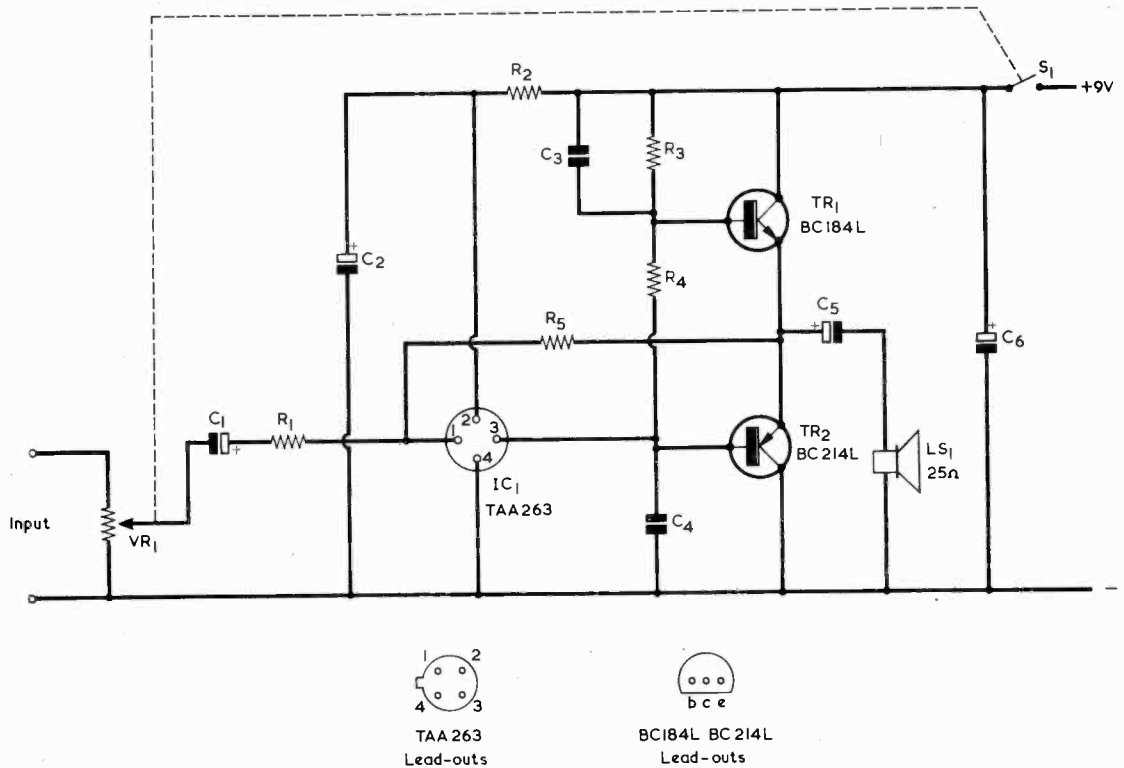 S1
+9V
R2
C3
R3
TR1
BC184L
C2
+
R4
R5
C5
+
+
C6
C1
R1
+
1
2
3
4
IC1
TAA263
TR2
BC214L
LS1
25Ω
Input
VR1
C4
−
1
2
4
3
b c e
TAA263
BC184L BC214L
Lead-outs
Lead-outs